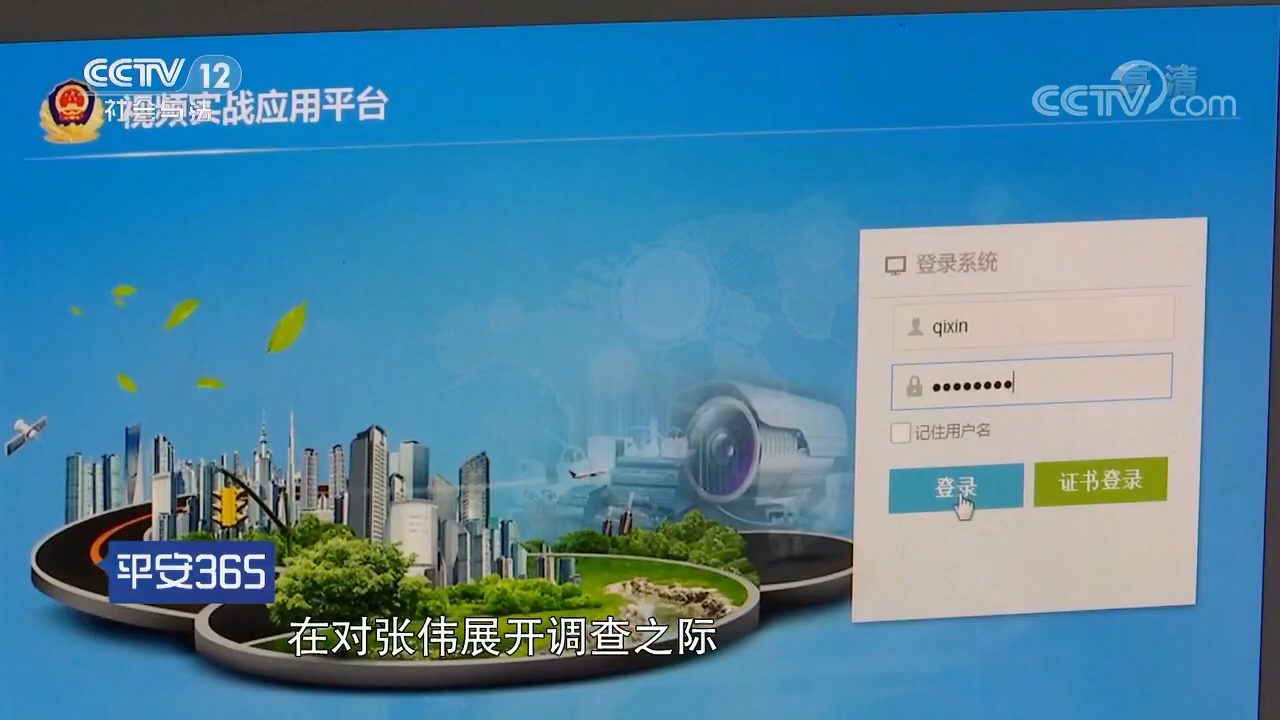 CCTV 12
社会与法
视频实战应用平台
高清
CCTV.com
登录系统
qixin
记住用户名
登录
证书登录
平安365
在对张伟展开调查之际